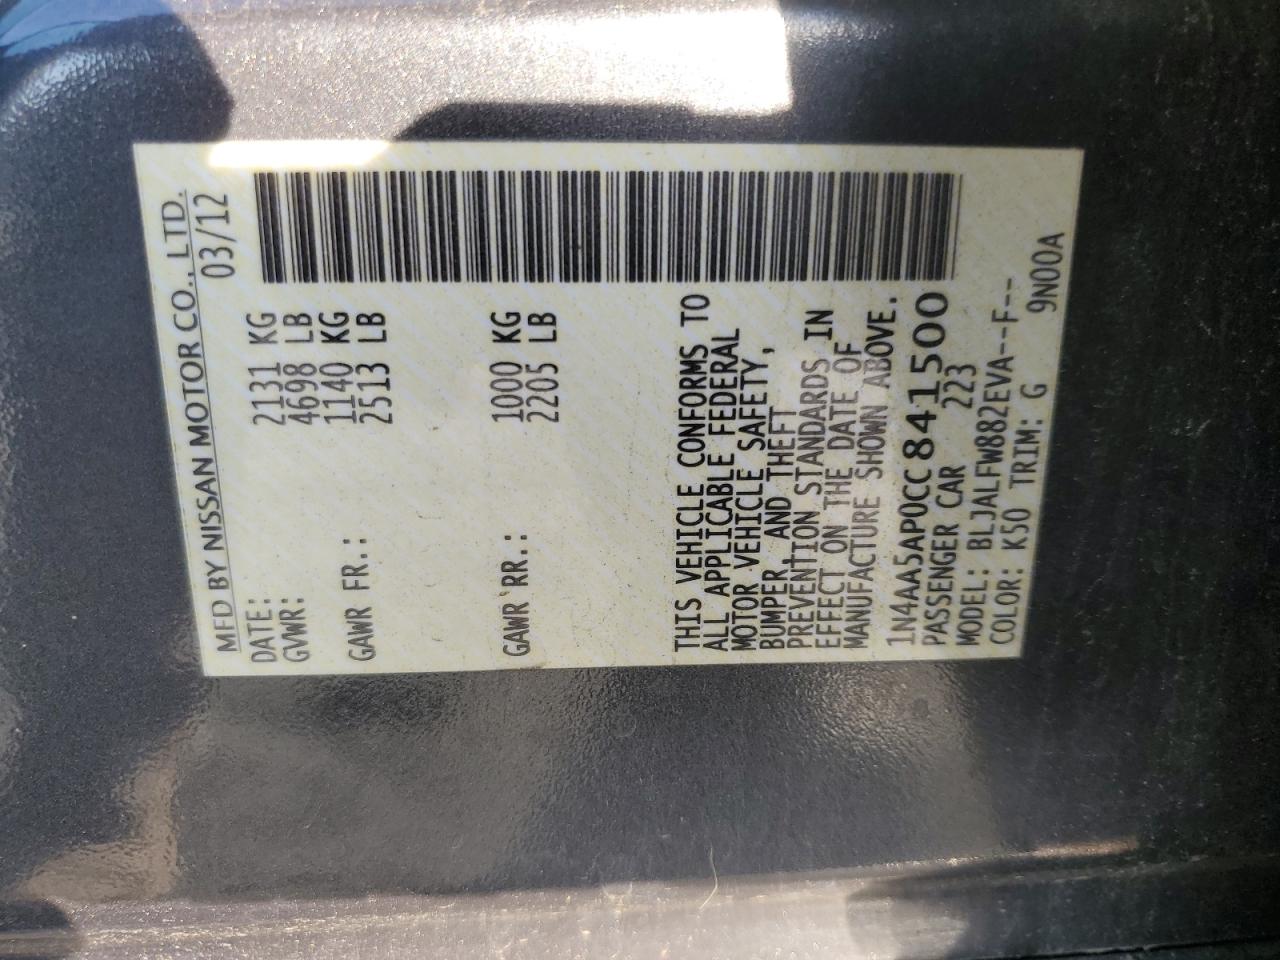 MFD BY NISSAN MOTOR CO., LTD.
DATE: 03/12
GVWR: 2131 KG
4698 LB
GAWR FR.: 1140 KG
2513 LB
GAWR RR.: 1000 KG
2205 LB
THIS VEHICLE CONFORMS TO
ALL APPLICABLE FEDERAL
MOTOR VEHICLE SAFETY,
BUMPER, AND THEFT
PREVENTION STANDARDS IN
EFFECT ON THE DATE OF
MANUFACTURE SHOWN ABOVE.
1N4AA5AP0CC841500
PASSENGER CAR 223
MODEL: BLJALFW882EVA--F---
COLOR: K50 TRIM: G 9N00A